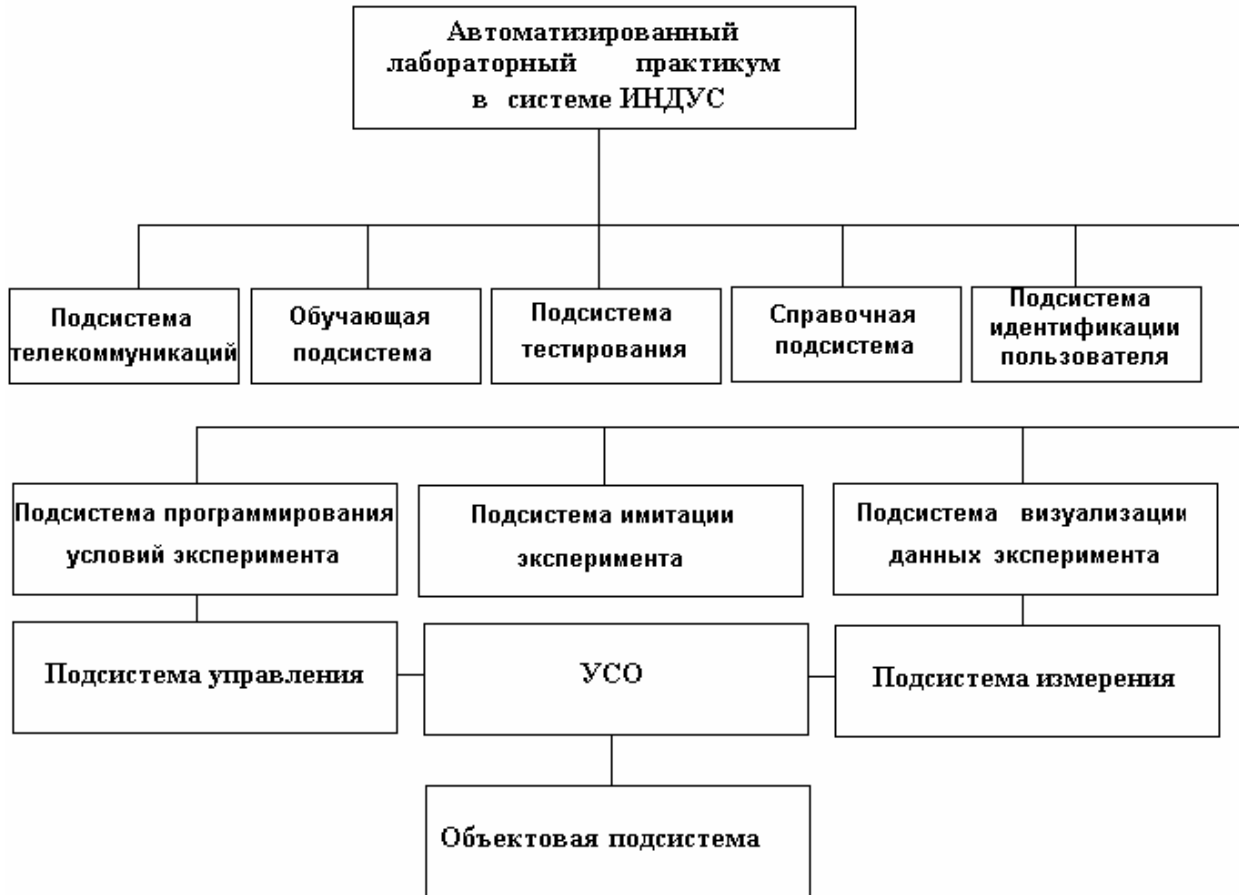 Автоматизированный
лабораторный практикум
в системе ИНДУС
Подсистема
телекоммуникаций
Обучающая
подсистема
Подсистема
тестирования
Справочная
подсистема
Подсистема
идентификации
пользователя
Подсистема программирования
условий эксперимента
Подсистема имитации
эксперимента
Подсистема визуализации
данных эксперимента
Подсистема управления
УСО
Подсистема измерения
Объектовая подсистема